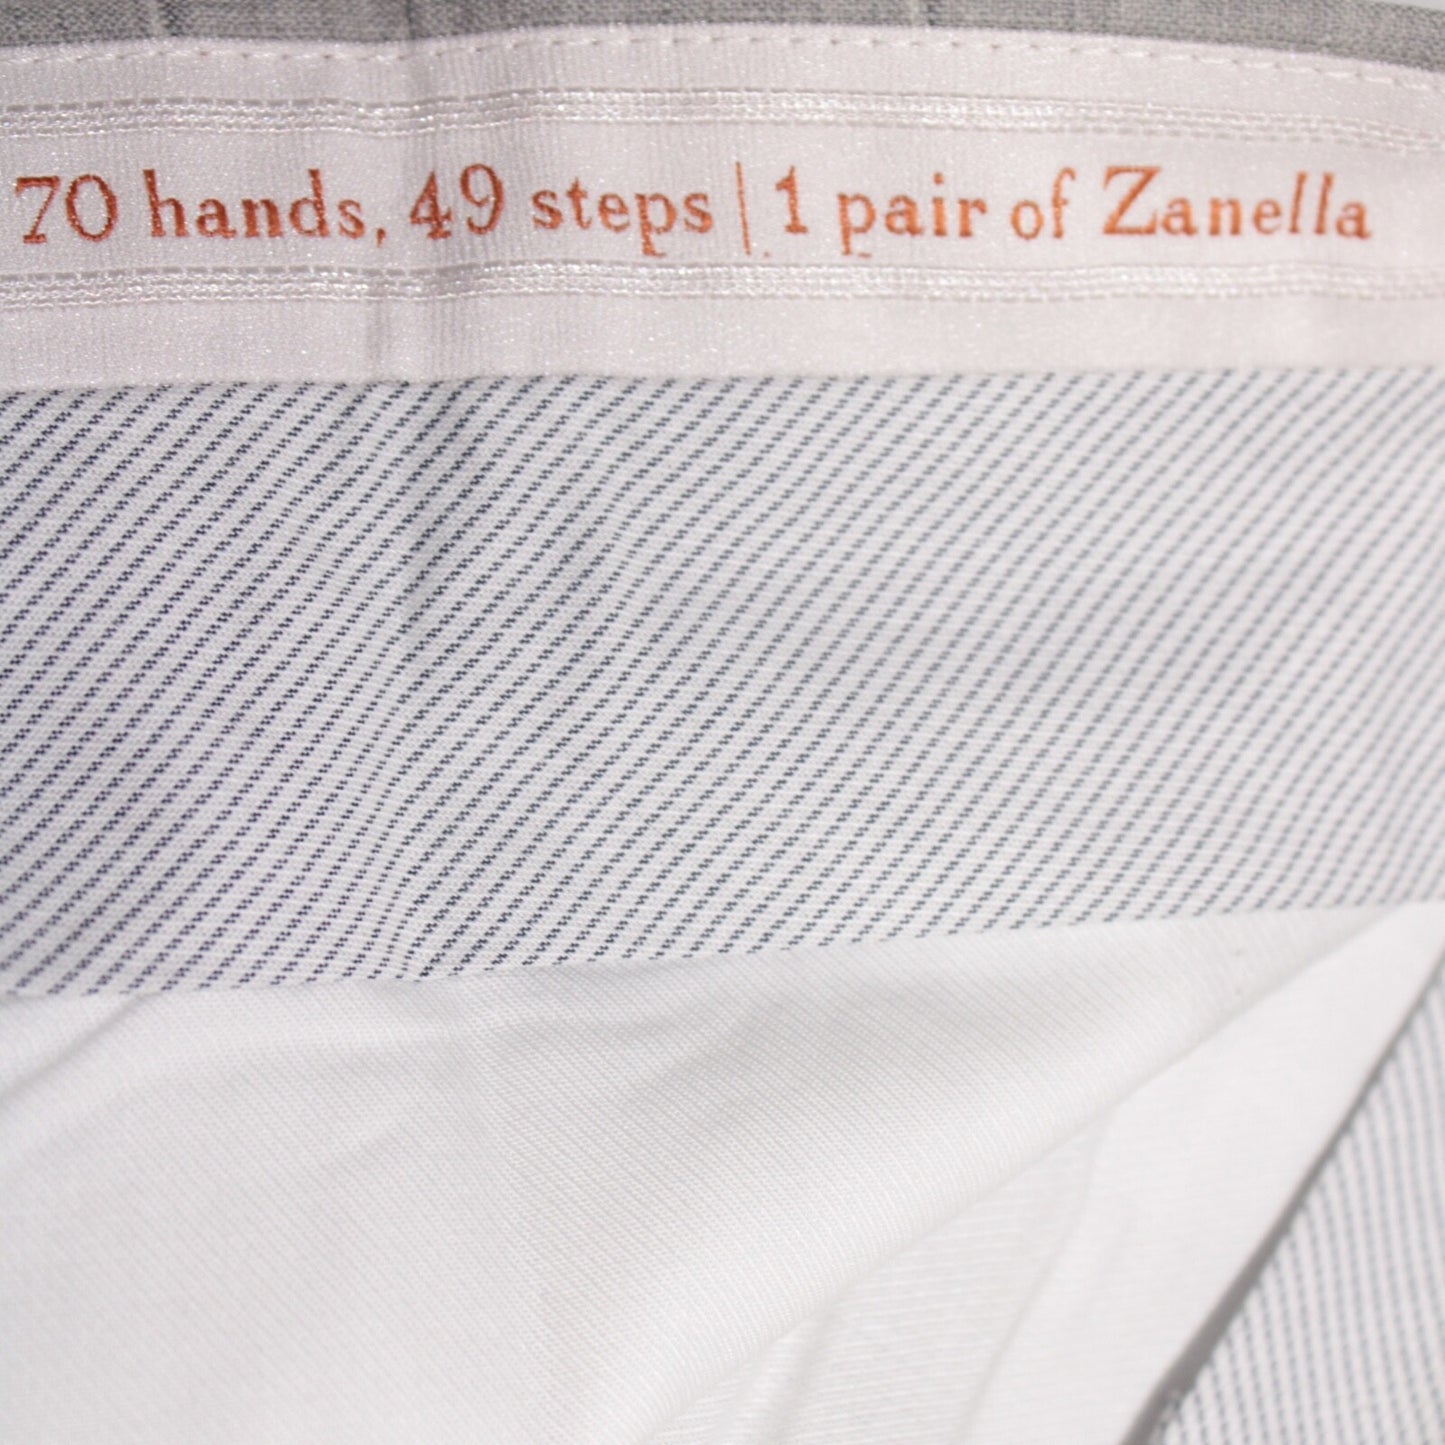 70 hands, 49 steps | 1 pair of Zanella